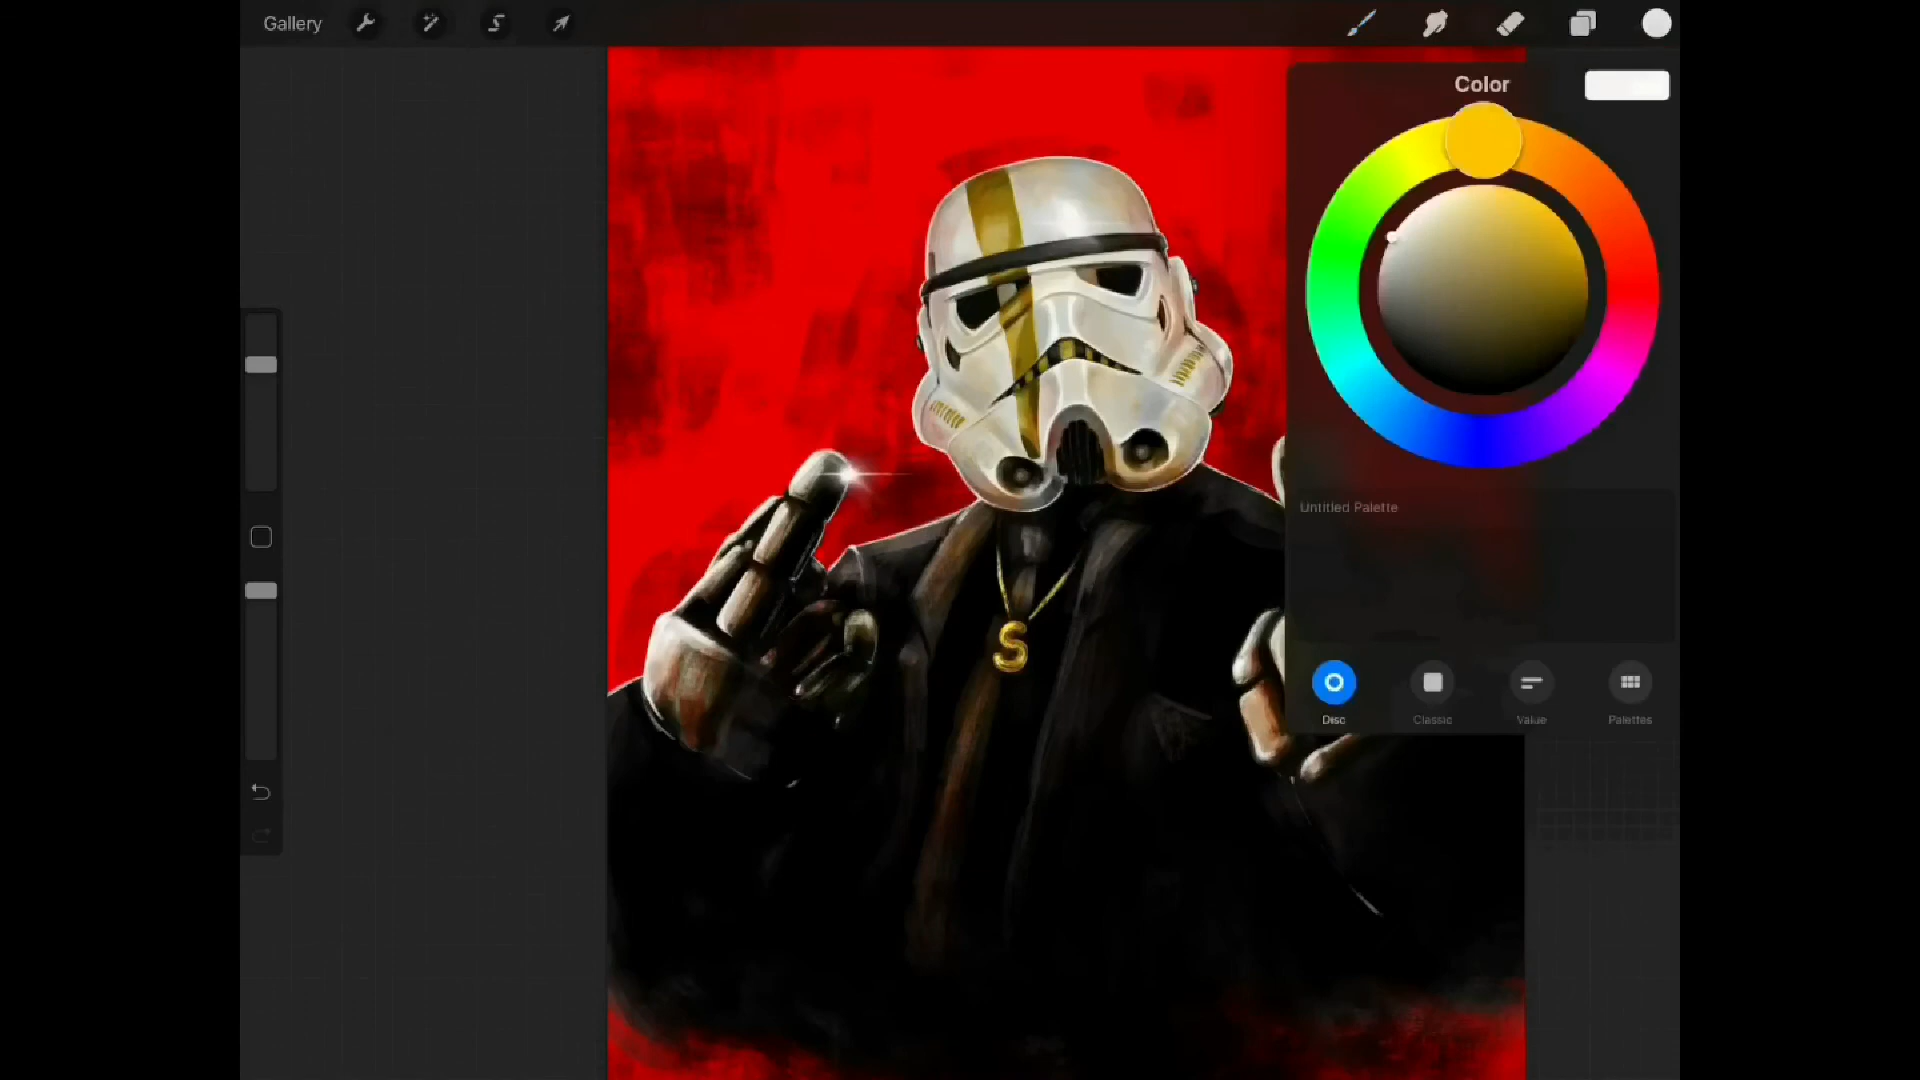 Gallery
Color
Untitled Palette
Disc
Classic
Value
Palettes
S